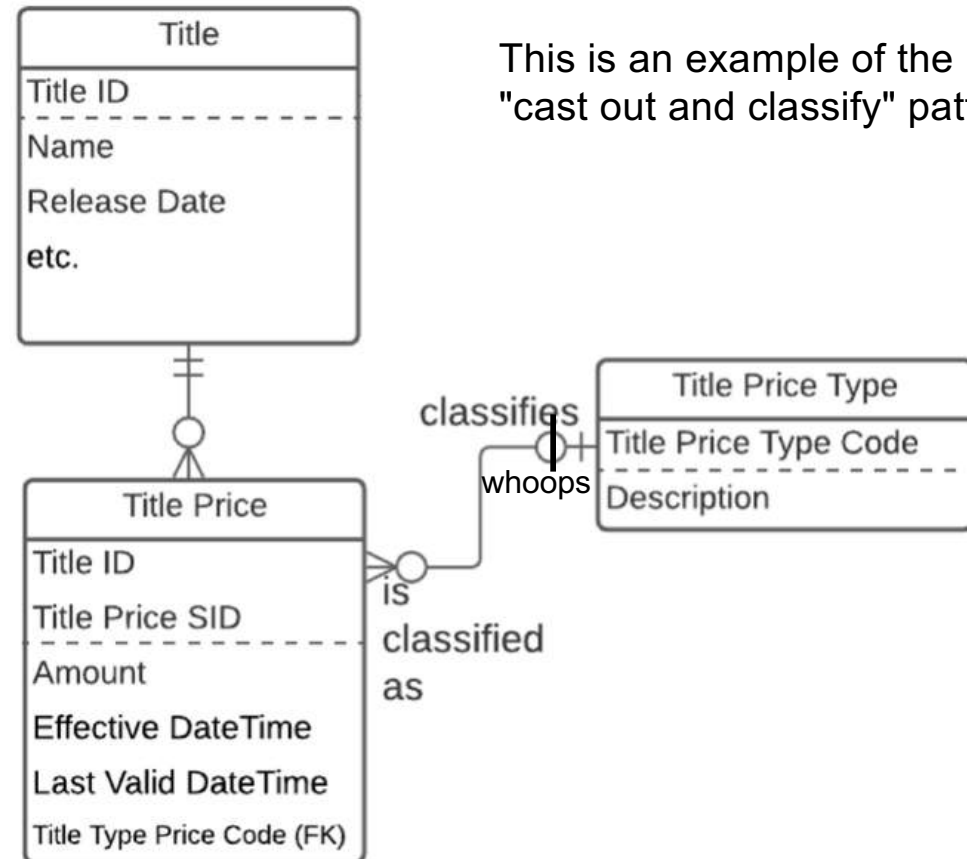 Title
Title ID
Name
Release Date
etc.
This is an example of the
"cast out and classify"
classifies
whoops
Title Price Type
Title Price Type Code
Description
Title Price
Title ID
Title Price SID
Amount
Effective DateTime
Last Valid DateTime
Title Type Price Code (FK)
is
classified
as